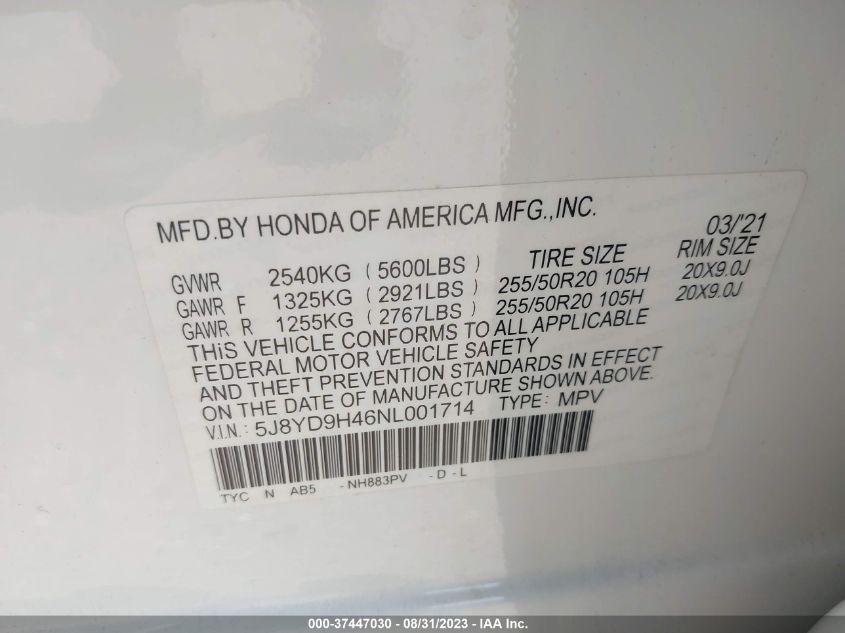 MFD.BY HONDA OF AMERICA MFG.,INC. 03/'21
TIRE SIZE RIM SIZE
GVWR 2540KG ( 5600LBS )
GAWR F 1325KG ( 2921LBS ) 255/50R20 105H 20X9.0J
GAWR R 1255KG ( 2767LBS ) 255/50R20 105H 20X9.0J
THiS VEHICLE CONFORMS TO ALL APPLICABLE
FEDERAL MOTOR VEHICLE SAFETY
AND THEFT PREVENTION STANDARDS IN EFFECT
ON THE DATE OF MANUFACTURE SHOWN ABOVE.
V.I.N.: 5J8YD9H46NL001714 TYPE: MPV
TYC N AB5 -NH883PV -D-L
000-37447030 - 08/31/2023 - IAA Inc.